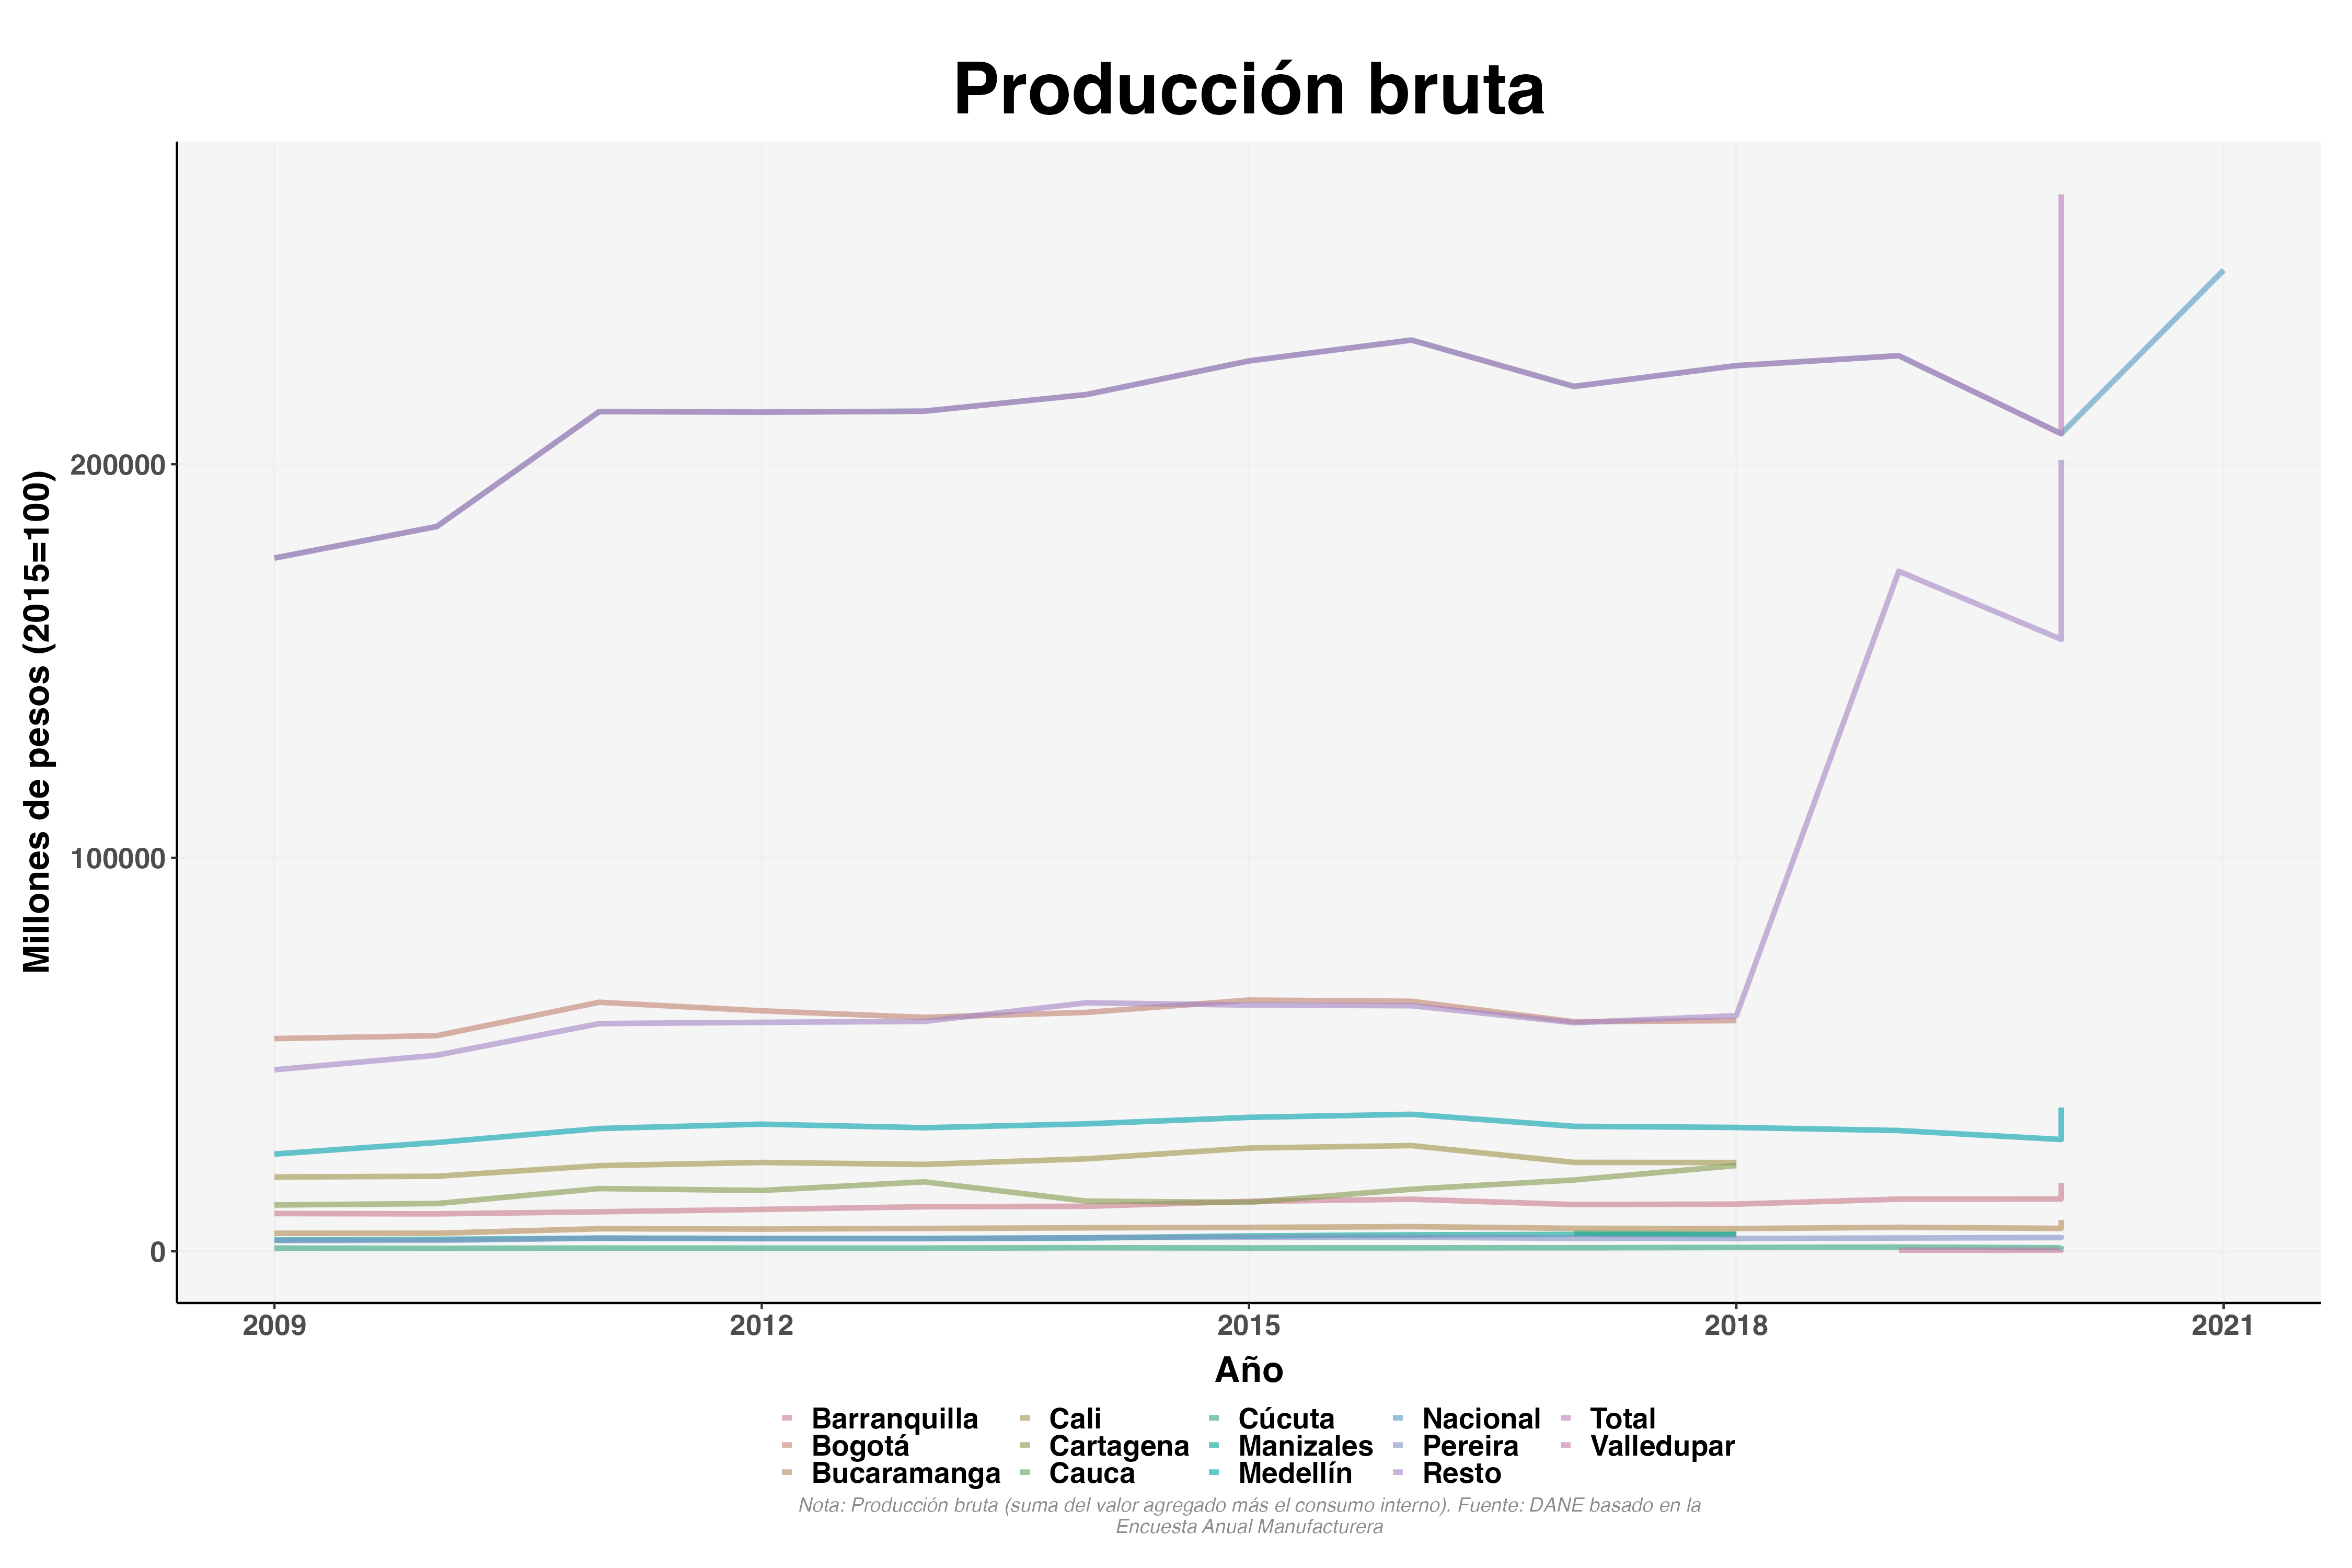 Producción bruta
Millones de pesos (2015=100)
200000
100000
0
2009 2012 2015 2018 2021
Año
Barranquilla Cali Cúcuta Nacional Total
Bogotá Cartagena Manizales Pereira Valledupar
Bucaramanga Cauca Medellín Resto
Nota: Producción bruta (suma del valor agregado más el consumo interno). Fuente: DANE basado en la
Encuesta Anual Manufacturera